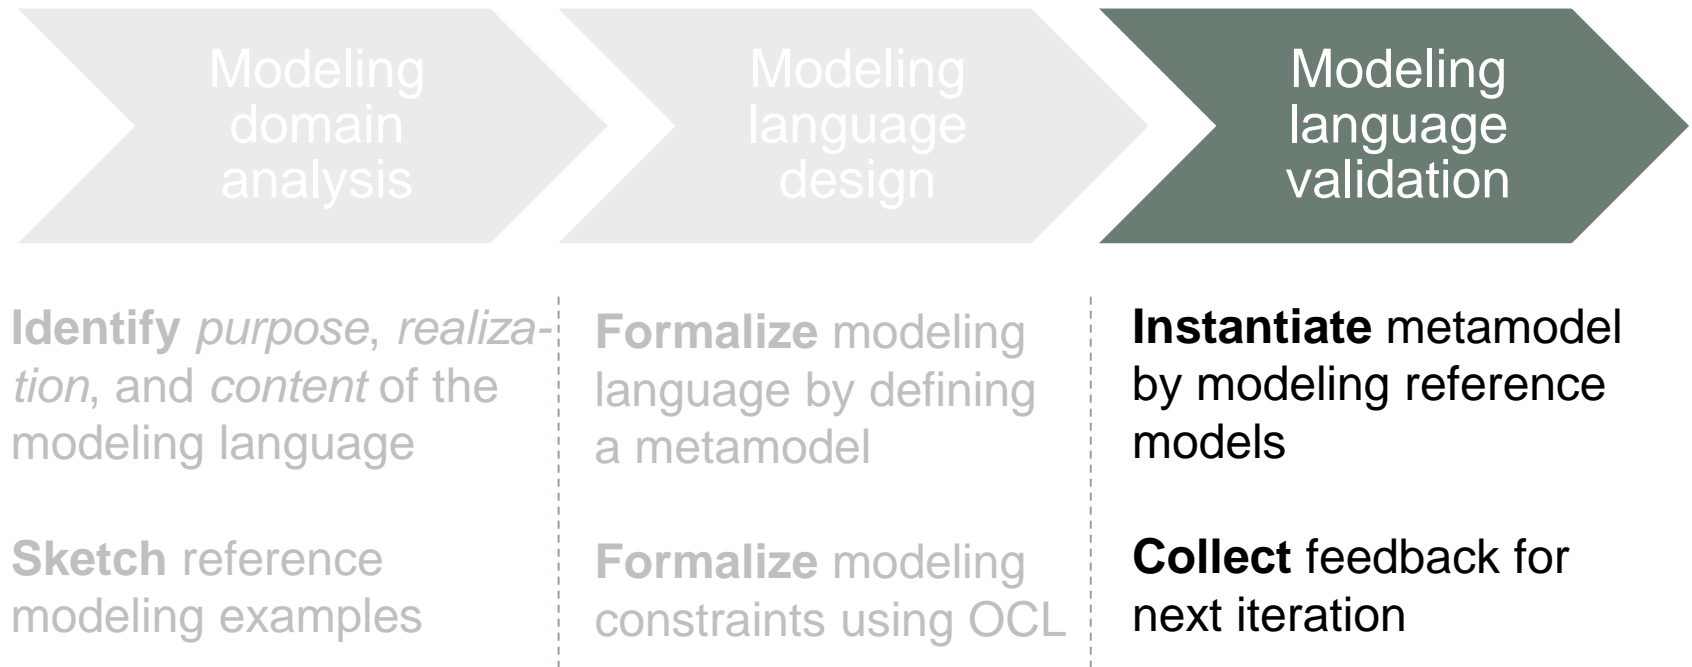 Modeling
domain
analysis
Modeling
language
design
Modeling
language
validation
Identify purpose, realiza-
tion, and content of the
modeling language
Sketch reference
modeling examples
Formalize modeling
language by defining
a metamodel
Formalize modeling
constraints using OCL
Instantiate metamodel
by modeling reference
models
Collect feedback for
next iteration